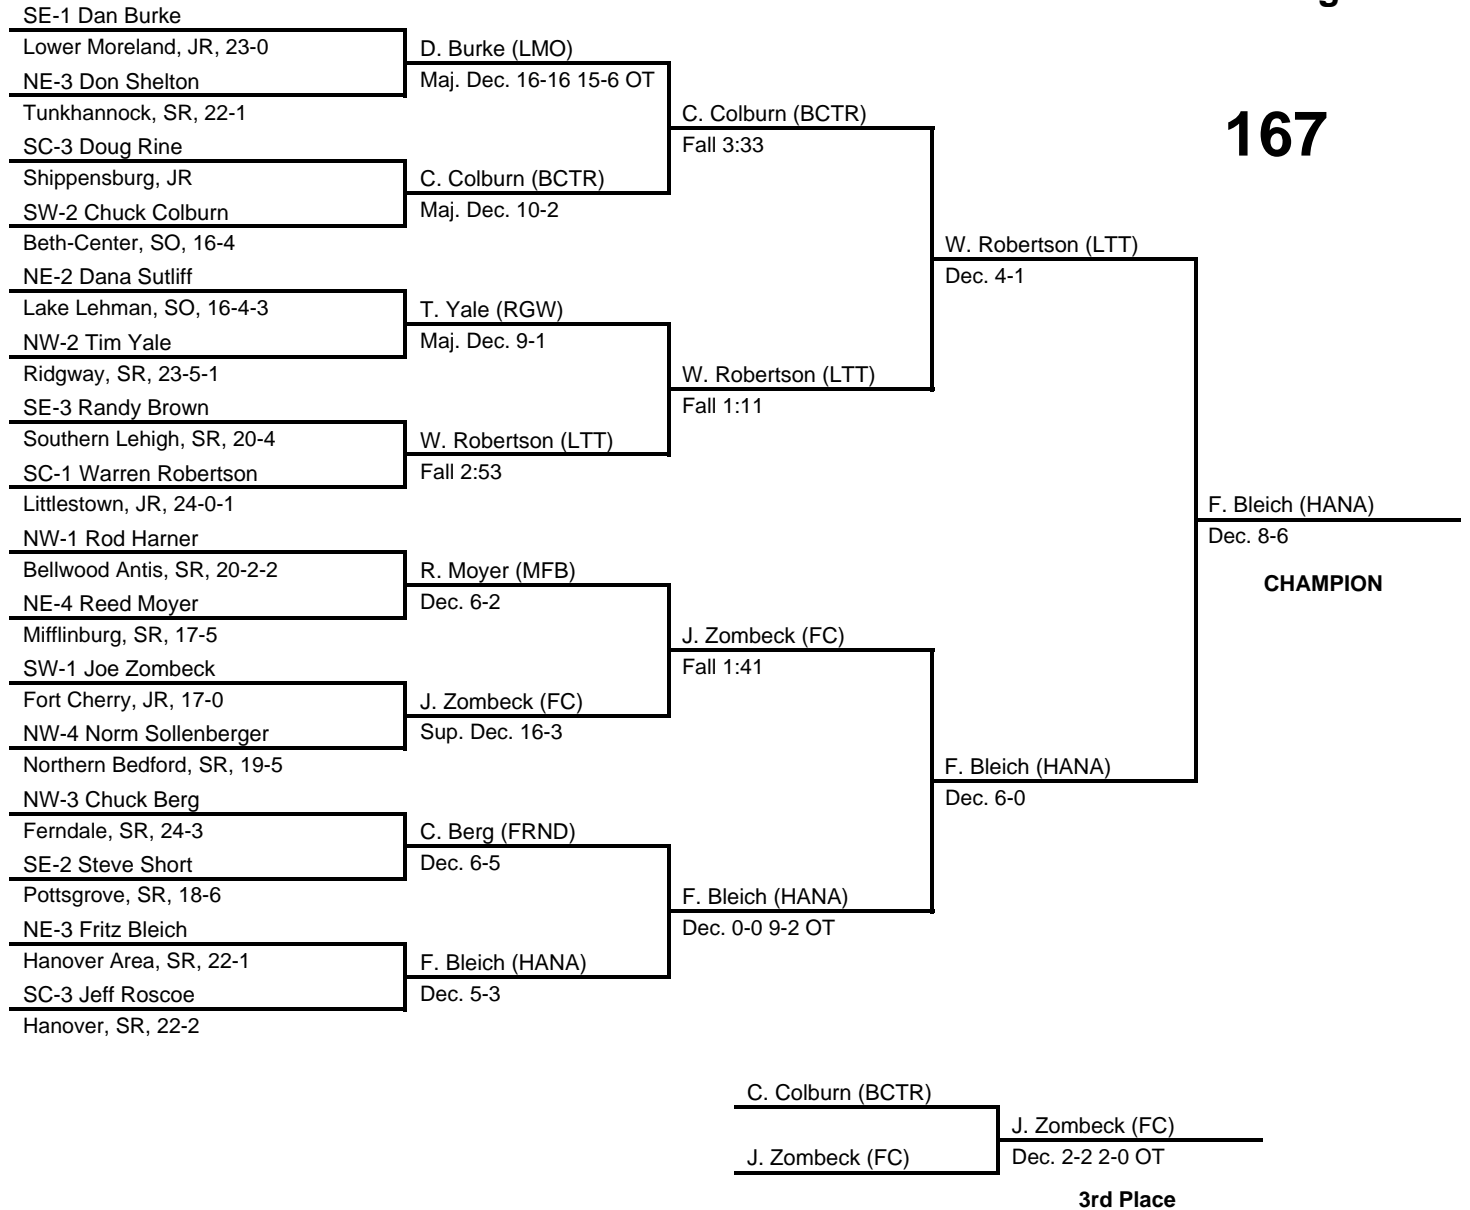 167
SE-1 Dan Burke
Lower Moreland, JR, 23-0
NE-3 Don Shelton
Tunkhannock, SR, 22-1
SC-3 Doug Rine
Shippensburg, JR
SW-2 Chuck Colburn
Beth-Center, SO, 16-4
NE-2 Dana Sutliff
Lake Lehman, SO, 16-4-3
NW-2 Tim Yale
Ridgway, SR, 23-5-1
SE-3 Randy Brown
Southern Lehigh, SR, 20-4
SC-1 Warren Robertson
Littlestown, JR, 24-0-1
NW-1 Rod Harner
Bellwood Antis, SR, 20-2-2
NE-4 Reed Moyer
Mifflinburg, SR, 17-5
SW-1 Joe Zombeck
Fort Cherry, JR, 17-0
NW-4 Norm Sollenberger
Northern Bedford, SR, 19-5
NW-3 Chuck Berg
Ferndale, SR, 24-3
SE-2 Steve Short
Pottsgrove, SR, 18-6
NE-3 Fritz Bleich
Hanover Area, SR, 22-1
SC-3 Jeff Roscoe
Hanover, SR, 22-2
D. Burke (LMO)
Maj. Dec. 16-16 15-6 OT
C. Colburn (BCTR)
Maj. Dec. 10-2
T. Yale (RGW)
Maj. Dec. 9-1
W. Robertson (LTT)
Fall 2:53
R. Moyer (MFB)
Dec. 6-2
J. Zombeck (FC)
Sup. Dec. 16-3
C. Berg (FRND)
Dec. 6-5
F. Bleich (HANA)
Dec. 5-3
C. Colburn (BCTR)
Fall 3:33
W. Robertson (LTT)
Fall 1:11
J. Zombeck (FC)
Fall 1:41
F. Bleich (HANA)
Dec. 0-0 9-2 OT
W. Robertson (LTT)
Dec. 4-1
F. Bleich (HANA)
Dec. 6-0
F. Bleich (HANA)
Dec. 8-6
CHAMPION
C. Colburn (BCTR)
J. Zombeck (FC)
J. Zombeck (FC)
Dec. 2-2 2-0 OT
3rd Place